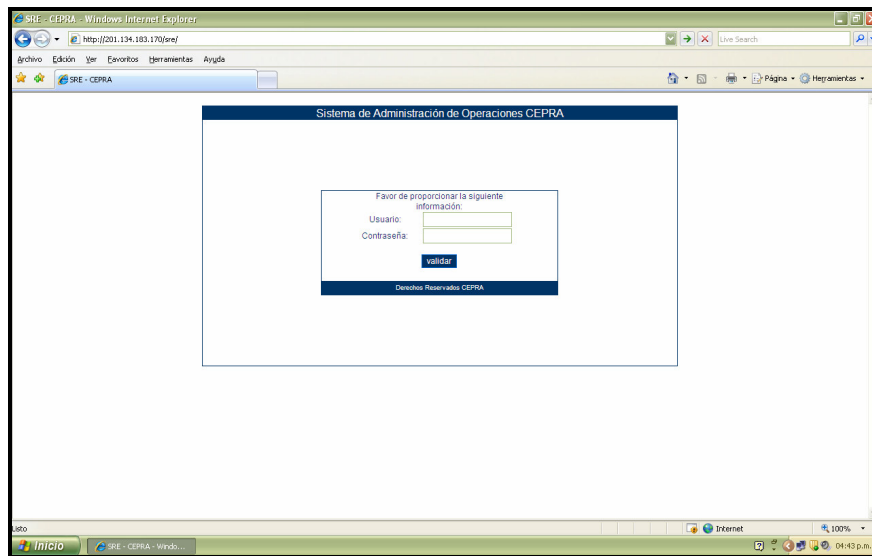 SRE - CEPRA - Windows Internet Explorer
http://201.134.183.170/sre/
Live Search
Archivo Edición Ver Favoritos Herramientas Ayuda
SRE - CEPRA
Página Herramientas
Sistema de Administración de Operaciones CEPRA
Favor de proporcionar la siguiente
información:
Usuario:
Contraseña:
validar
Derechos Reservados CEPRA
Listo
Internet
100%
Inicio
SRE - CEPRA - Windo...
04:43 p.m.